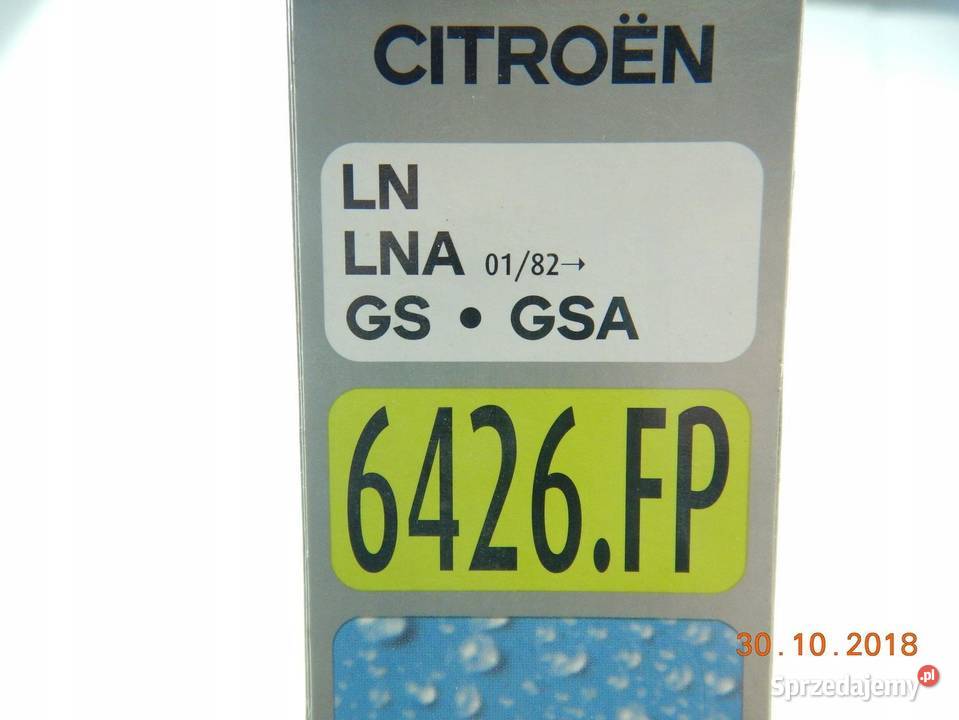 CITROËN
LN
LNA 01/82→
GS • GSA
6426.FP
30.10.2018
Sprzedajemy.pl